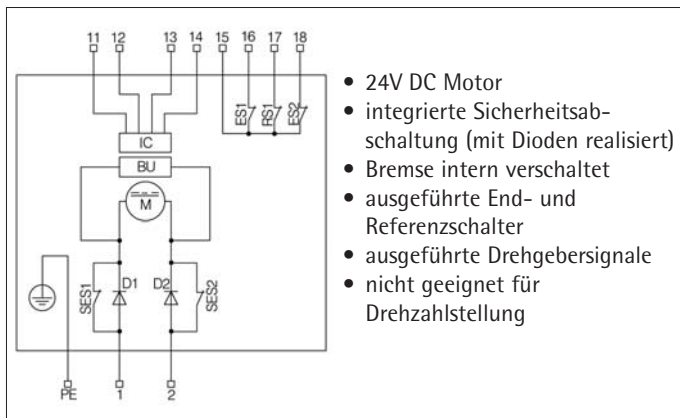 11 12 13 14 15 16 17 18
ES1 RS1 ES2
IC
BU
M
SES1 D1 D2 SES2
PE 1 2
• 24V DC Motor
• integrierte Sicherheitsab-
schaltung (mit Dioden realisiert)
• Bremse intern verschaltet
• ausgeführte End- und
Referenzschalter
• ausgeführte Drehgebersignale
• nicht geeignet für
Drehzahlstellung